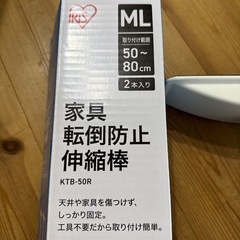 IRIS
ML
取り付け範囲
50～
80cm
2本入り
家具
転倒防止
伸縮棒
KTB-50R
天井や家具を傷つけず、
しっかり固定。
工具不要だから取り付け簡単。